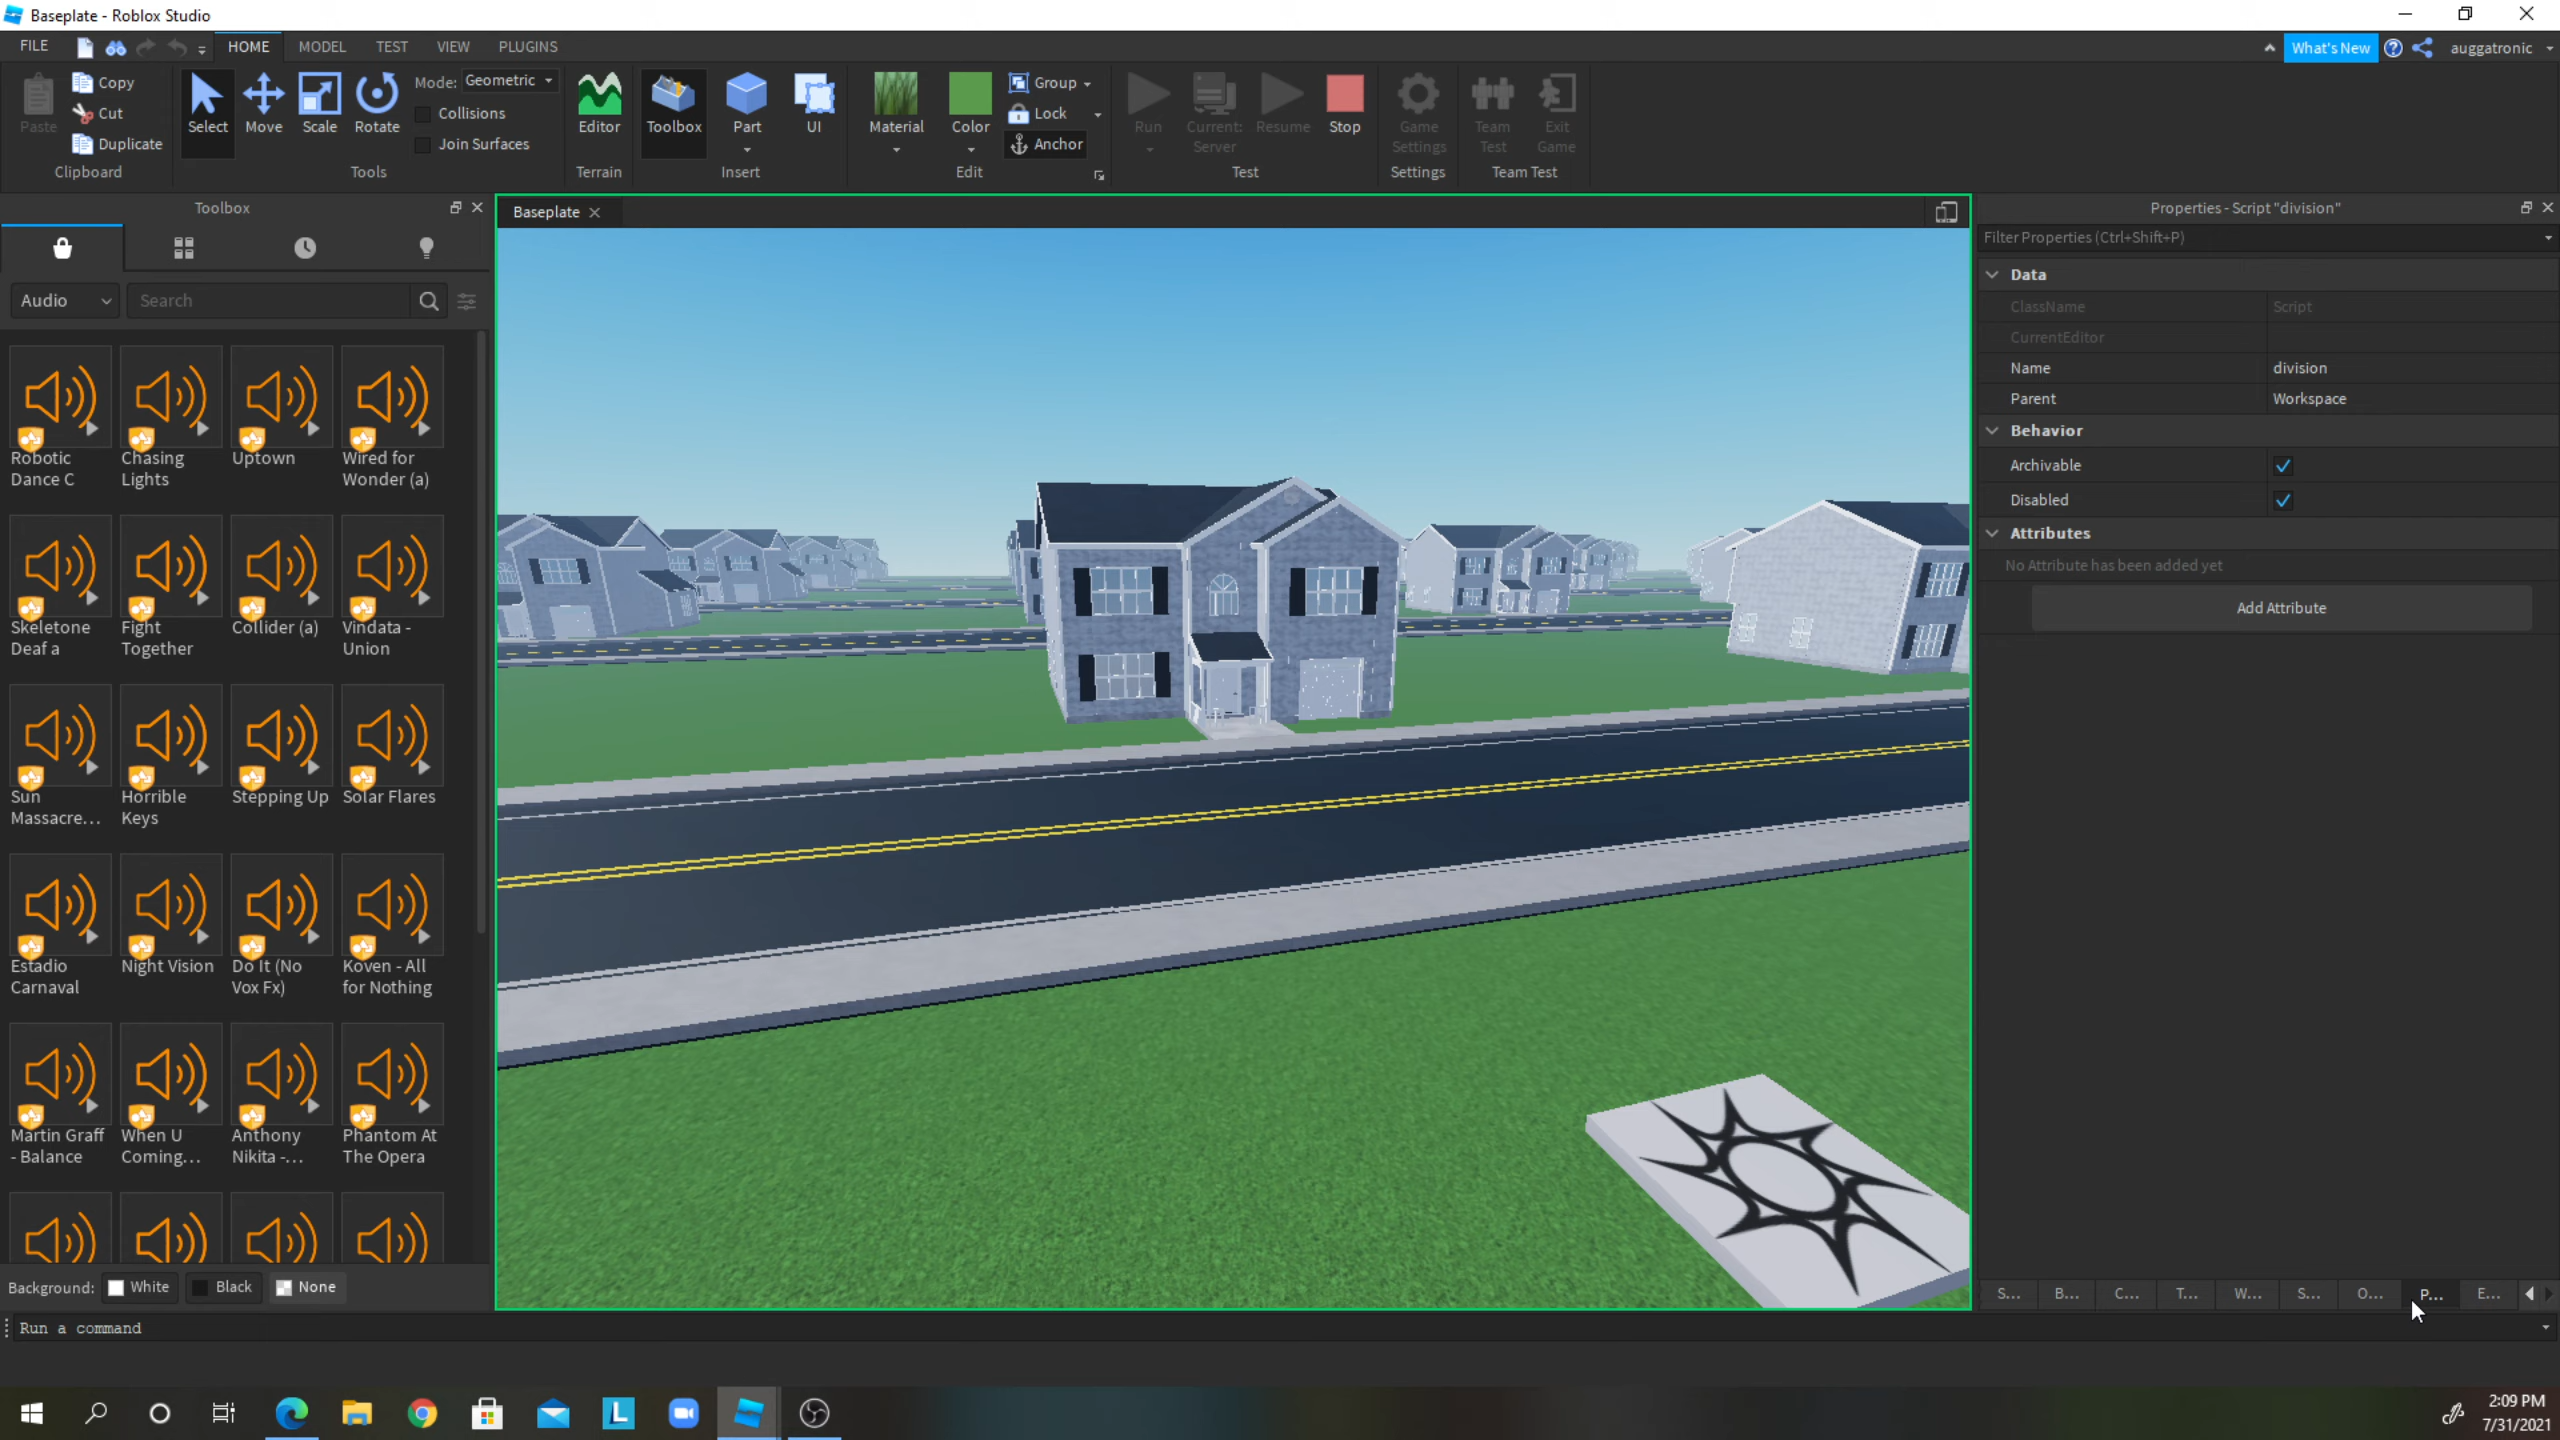 Baseplate - Roblox Studio
FILE
HOME
MODEL
TEST
VIEW
PLUGINS
What's New
auggatronic
Paste
Copy
Cut
Duplicate
Clipboard
Select
Move
Scale
Rotate
Mode: Geometric
Collisions
Join Surfaces
Tools
Editor
Terrain
Toolbox
Part
UI
Insert
Material
Color
Group
Lock
Anchor
Edit
Run
Current:
Server
Resume
Stop
Test
Game
Settings
Settings
Team
Test
Exit
Game
Team Test
Toolbox
Audio
Search
Robotic
Dance C
Chasing
Lights
Uptown
Wired for
Wonder (a)
Skeletone
Deaf a
Fight
Together
Collider (a)
Vindata -
Union
Sun
Massacre...
Horrible
Keys
Stepping Up
Solar Flares
Estadio
Carnaval
Night Vision
Do It (No
Vox Fx)
Koven - All
for Nothing
Martin Graff
- Balance
When U
Coming...
Anthony
Nikita -...
Phantom At
The Opera
Background:
White
Black
None
Run a command
Baseplate
Properties - Script "division"
Filter Properties (Ctrl+Shift+P)
Data
ClassName Script
CurrentEditor
Name division
Parent Workspace
Behavior
Archivable
Disabled
Attributes
No Attribute has been added yet
Add Attribute
S...
B...
C...
T...
W...
S...
O...
P...
E...
2:09 PM
7/31/2021